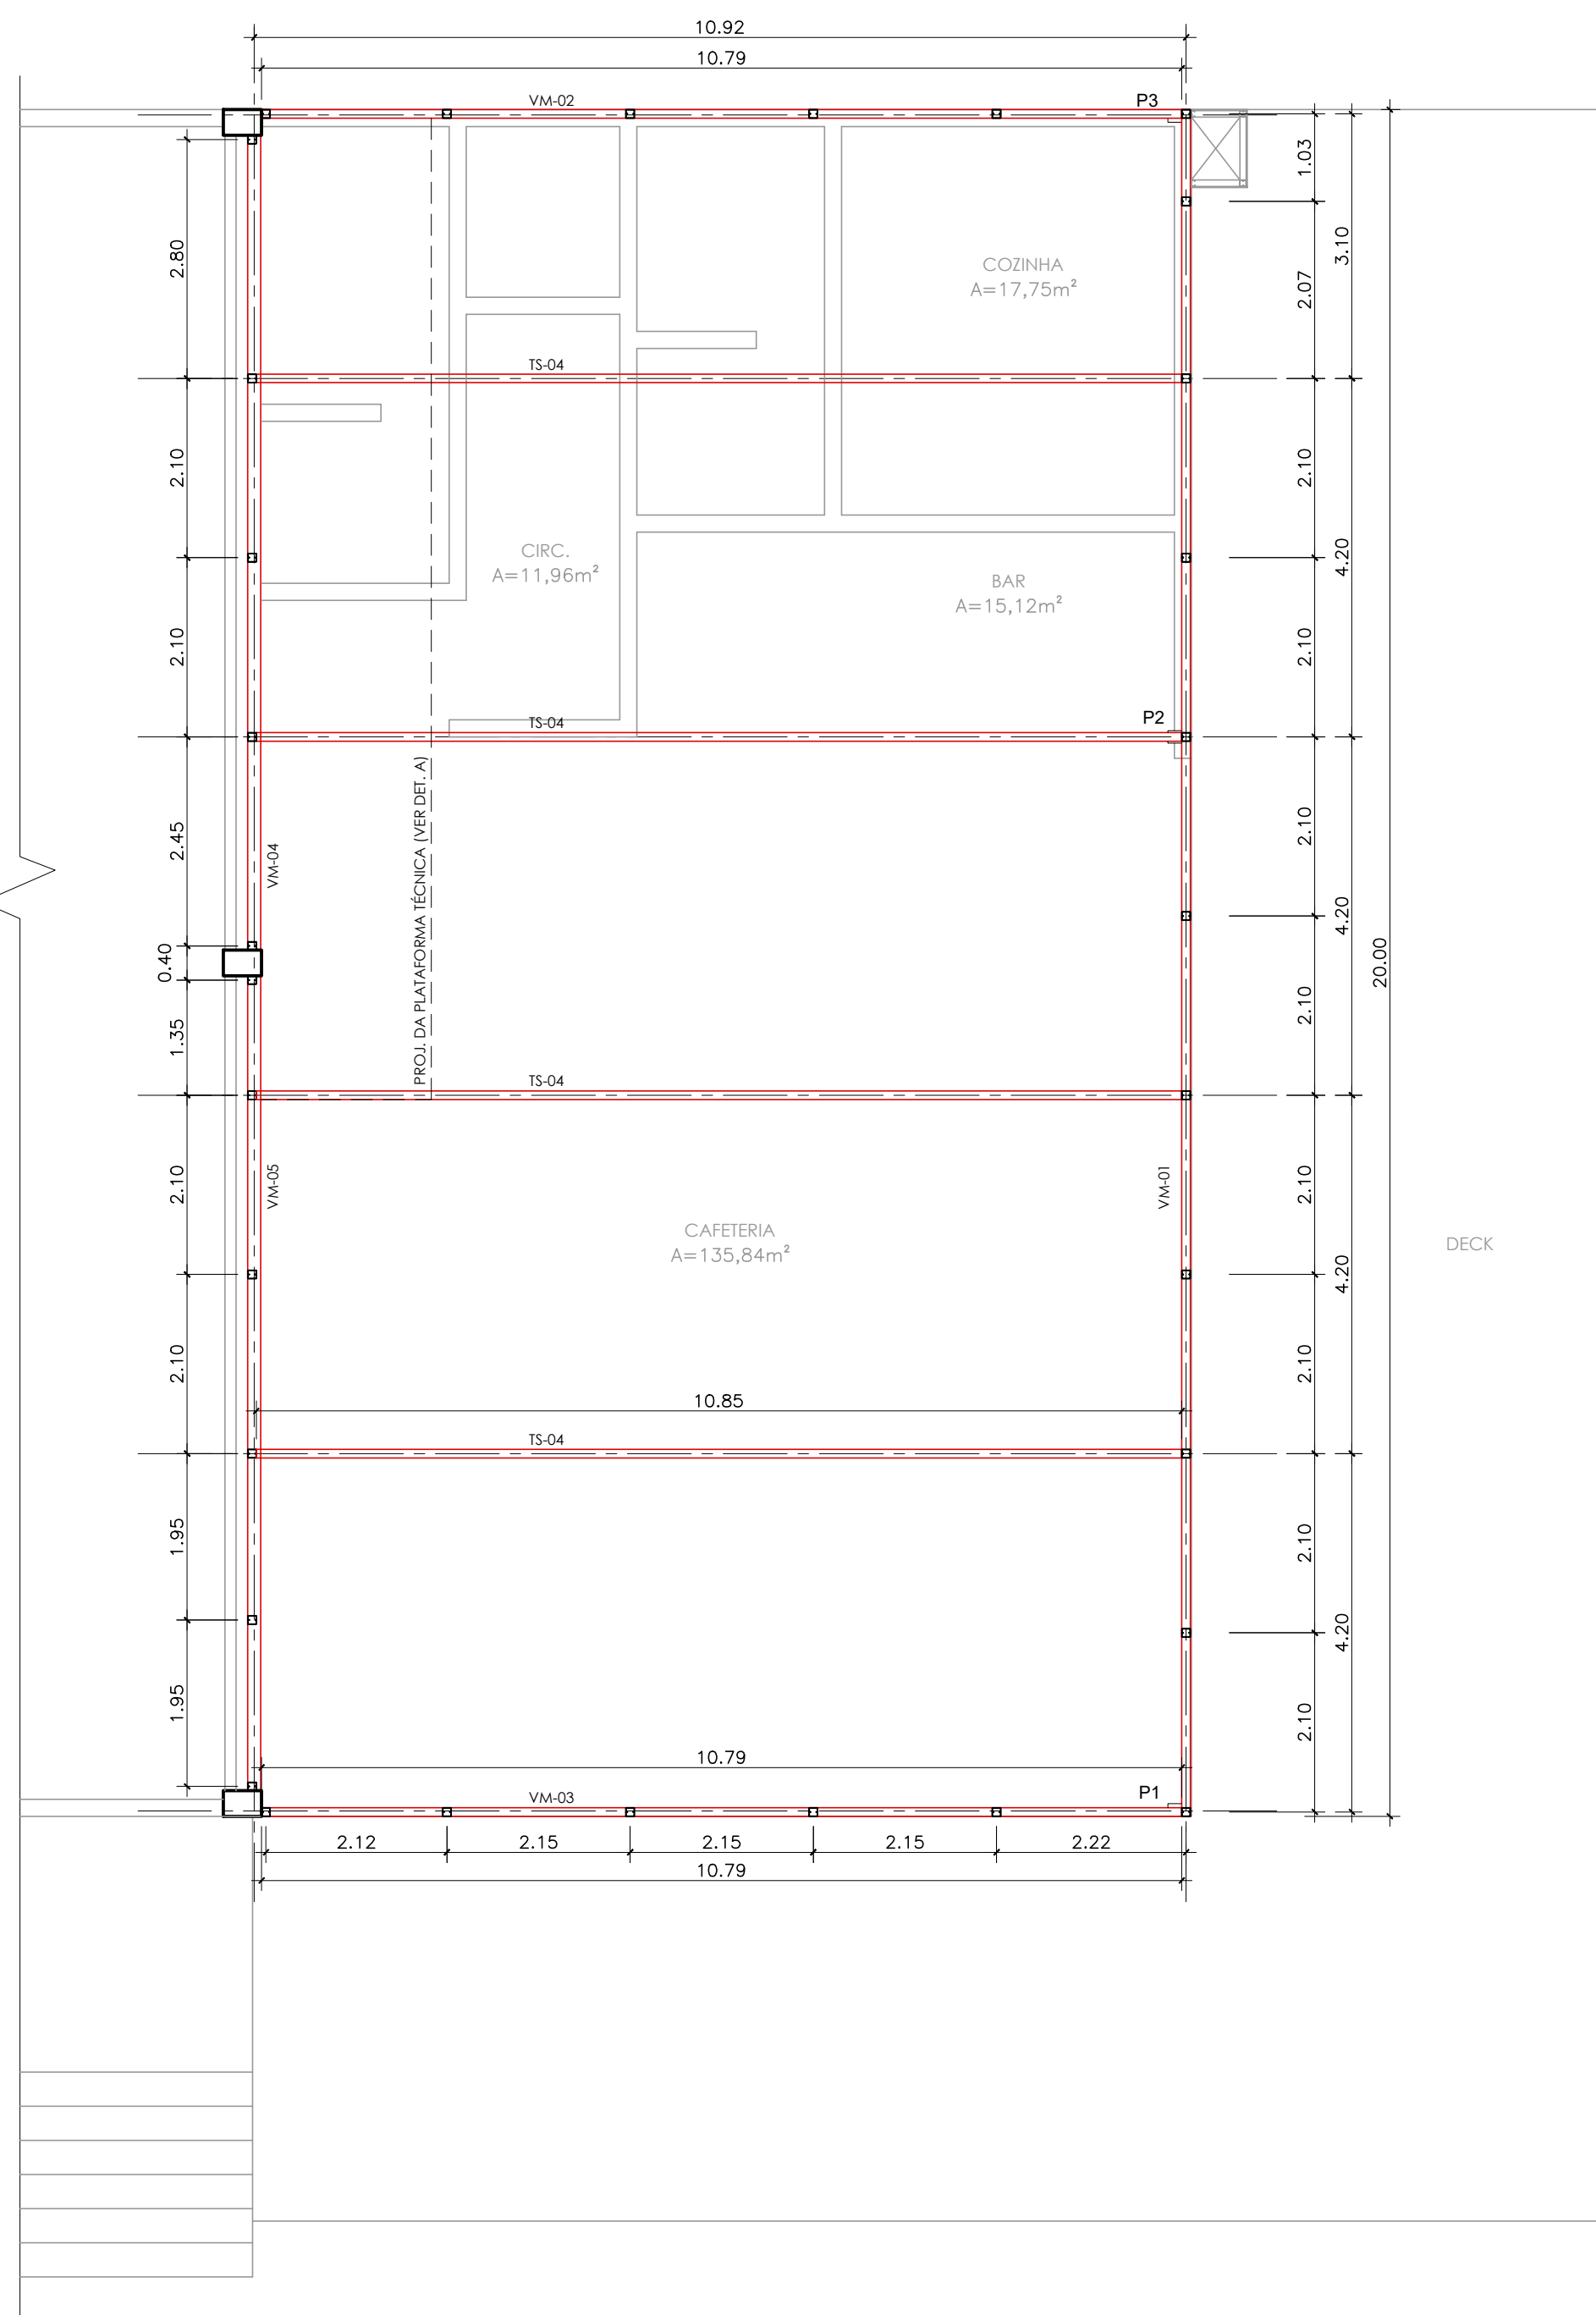 10.92
10.79
VM-02
P3
1.03
2.80
3.10
COZINHA
A=17,75m²
2.07
TS-04
2.10
2.10
CIRC.
A=11,96m²
4.20
BAR
A=15,12m²
2.10
2.10
TS-04
P2
2.45
VM-04
PROJ. DA PLATAFORMA TÉCNICA (VER DET. A)
2.10
4.20
0.40
20.00
1.35
2.10
TS-04
2.10
VM-05
VM-01
2.10
CAFETERIA
A=135,84m²
DECK
4.20
2.10
2.10
10.85
TS-04
1.95
2.10
4.20
1.95
2.10
10.79
VM-03
P1
2.12
2.15
2.15
2.15
2.22
10.79